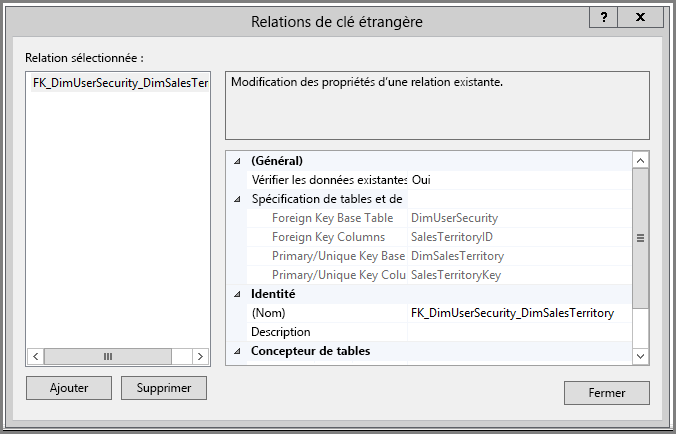 Relations de clé étrangère
? X
Relation sélectionnée :
FK_DimUserSecurity_DimSalesTer
Modification des propriétés d'une relation existante.
(Général)
Vérifier les données existantes Oui
Spécification de tables et de
Foreign Key Base Table DimUserSecurity
Foreign Key Columns SalesTerritoryID
Primary/Unique Key Base DimSalesTerritory
Primary/Unique Key Colu SalesTerritoryKey
Identité
(Nom) FK_DimUserSecurity_DimSalesTerritory
Description
Concepteur de tables
Ajouter Supprimer
Fermer